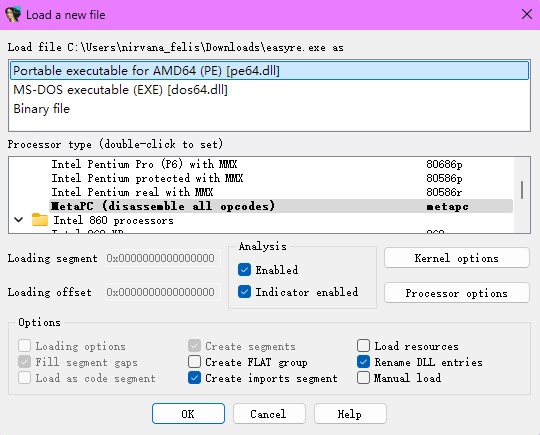 Load a new file
Load file C:\Users\nirvana_felis\Downloads\easyre.exe as
Portable executable for AMD64 (PE) [pe64.dll]
MS-DOS executable (EXE) [dos64.dll]
Binary file
Processor type (double-click to set)
Intel Pentium Pro (P6) with MMX 80686p
Intel Pentium protected with MMX 80586p
Intel Pentium real with MMX 80586r
MetaPC (disassemble all opcodes) metapc
Intel 860 processors
Analysis
Loading segment 0x0000000000000000
Enabled
Kernel options
Loading offset 0x0000000000000000
Indicator enabled
Processor options
Options
Loading options Create segments Load resources
Fill segment gaps Create FLAT group Rename DLL entries
Load as code segment Create imports segment Manual load
OK Cancel Help